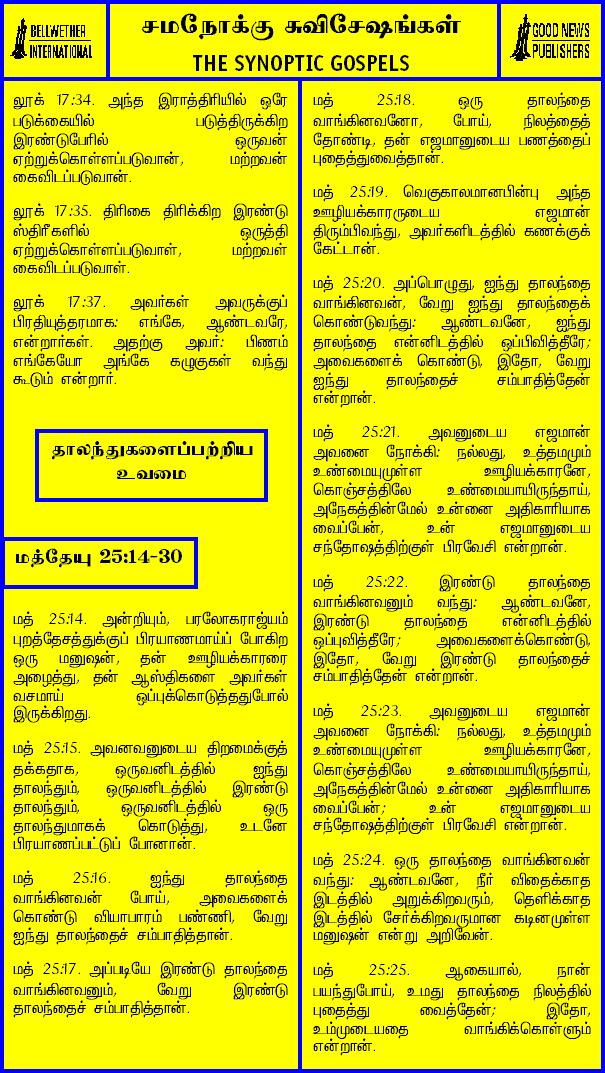 BELLWETHER
INTERNATIONAL
சமநோக்கு சுவிசேஷங்கள்
THE SYNOPTIC GOSPELS
GOOD NEWS
PUBLISHERS
லூக் 17:34. அந்த இராத்திரியில் ஒரே
படுக்கையில் படுத்திருக்கிற
இரண்டுபேரில் ஒருவன்
ஏற்றுக்கொள்ளப்படுவான், மற்றவன்
கைவிடப்படுவான்.
லூக் 17:35. திரிகை திரிக்கிற இரண்டு
ஸ்திரீகளில் ஒருத்தி
ஏற்றுக்கொள்ளப்படுவாள், மற்றவள்
கைவிடப்படுவாள்.
லூக் 17:37. அவர்கள் அவருக்குப்
பிரதியுத்தரமாக: எங்கே, ஆண்டவரே,
என்றார்கள். அதற்கு அவர்: பிணம்
எங்கேயோ அங்கே கழுகுகள் வந்து
கூடும் என்றார்.
தாலந்துகளைப்பற்றிய
உவமை
மத்தேயு 25:14-30
மத் 25:14. அன்றியும், பரலோகராஜ்யம்
புறத்தேசத்துக்குப் பிரயாணமாய்ப் போகிற
ஒரு மனுஷன், தன் ஊழியக்காரரை
அழைத்து, தன் ஆஸ்திகளை அவர்கள்
வசமாய் ஒப்புக்கொடுத்ததுபோல்
இருக்கிறது.
மத் 25:15. அவனவனுடைய திறமைக்குத்
தக்கதாக, ஒருவனிடத்தில் ஐந்து
தாலந்தும், ஒருவனிடத்தில் இரண்டு
தாலந்தும், ஒருவனிடத்தில் ஒரு
தாலந்துமாகக் கொடுத்து, உடனே
பிரயாணப்பட்டுப் போனான்.
மத் 25:16. ஐந்து தாலந்தை
வாங்கினவன் போய், அவைகளைக்
கொண்டு வியாபாரம் பண்ணி, வேறு
ஐந்து தாலந்தைச் சம்பாதித்தான்.
மத் 25:17. அப்படியே இரண்டு தாலந்தை
வாங்கினவனும், வேறு இரண்டு
தாலந்தைச் சம்பாதித்தான்.
மத் 25:18. ஒரு தாலந்தை
வாங்கினவனோ, போய், நிலத்தைத்
தோண்டி, தன் எஜமானுடைய பணத்தைப்
புதைத்துவைத்தான்.
மத் 25:19. வெகுகாலமானபின்பு அந்த
ஊழியக்காரருடைய எஜமான்
திரும்பிவந்து, அவர்களிடத்தில் கணக்குக்
கேட்டான்.
மத் 25:20. அப்பொழுது, ஐந்து தாலந்தை
வாங்கினவன், வேறு ஐந்து தாலந்தைக்
கொண்டுவந்து: ஆண்டவனே, ஐந்து
தாலந்தை என்னிடத்தில் ஒப்பிவித்தீரே;
அவைகளைக் கொண்டு, இதோ, வேறு
ஐந்து தாலந்தைச் சம்பாதித்தேன்
என்றான்.
மத் 25:21. அவனுடைய எஜமான்
அவனை நோக்கி: நல்லது, உத்தமமும்
உண்மையுமுள்ள ஊழியக்காரனே,
கொஞ்சத்திலே உண்மையாயிருந்தாய்,
அநேகத்தின்மேல் உன்னை அதிகாரியாக
வைப்பேன், உன் எஜமானுடைய
சந்தோஷத்திற்குள் பிரவேசி என்றான்.
மத் 25:22. இரண்டு தாலந்தை
வாங்கினவனும் வந்து: ஆண்டவனே,
இரண்டு தாலந்தை என்னிடத்தில்
ஒப்புவித்தீரே; அவைகளைக்கொண்டு,
இதோ, வேறு இரண்டு தாலந்தைச்
சம்பாதித்தேன் என்றான்.
மத் 25:23. அவனுடைய எஜமான்
அவனை நோக்கி: நல்லது, உத்தமமும்
உண்மையுமுள்ள ஊழியக்காரனே,
கொஞ்சத்திலே உண்மையாயிருந்தாய்,
அநேகத்தின்மேல் உன்னை அதிகாரியாக
வைப்பேன்; உன் எஜமானுடைய
சந்தோஷத்திற்குள் பிரவேசி என்றான்.
மத் 25:24. ஒரு தாலந்தை வாங்கினவன்
வந்து: ஆண்டவனே, நீர் விதைக்காத
இடத்தில் அறுக்கிறவரும், தெளிக்காத
இடத்தில் சேர்க்கிறவருமான கடினமுள்ள
மனுஷன் என்று அறிவேன்.
மத் 25:25. ஆகையால், நான்
பயந்துபோய், உமது தாலந்தை நிலத்தில்
புதைத்து வைத்தேன்; இதோ,
உம்முடையதை வாங்கிக்கொள்ளும்
என்றான்.